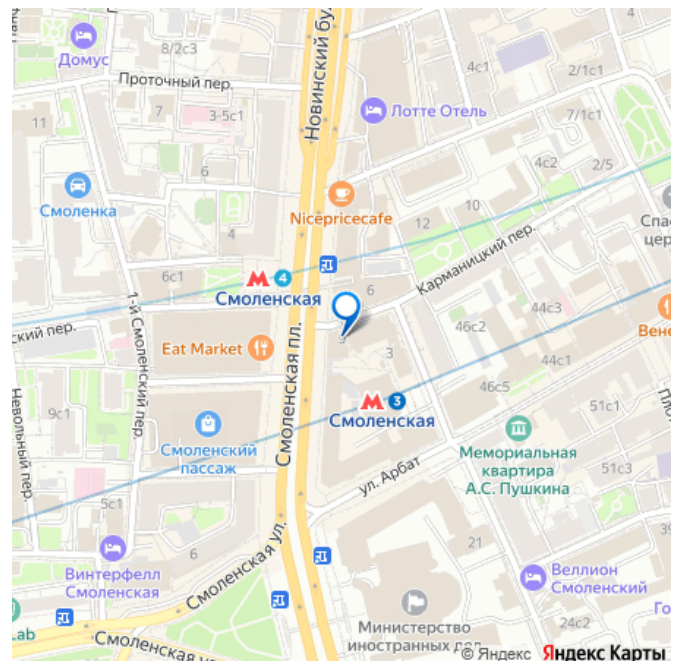 Домус
8/2с3
Проточный пер.
Новинский бул
4с1
2/1с1
Лотте Отель
7/1с1
11
7
3-5с1
6
4с2
2/5
Смоленка
Nicepricecafe
12
10
4
Спас
цер
6с1
4
Смоленская
6
Карманицкий пер.
ский пер.
1-й Смоленский пер.
Eat Market
Смоленская пл.
3
46с2
44с3
Вене
44с1
46с5
3
Смоленская
Невольный пер.
9с1
Смоленский
пассаж
51с1
Мемориальная
квартира
А.С. Пушкина
51с3
ул. Арбат
5с1
6
Смоленская ул.
21
39
Винтерфелл
Смоленская
Веллион
Смоленский
Lab
Министерство
иностранных дел
24с2
Го
Смоленская ул.
© Яндекс Яндекс Карты